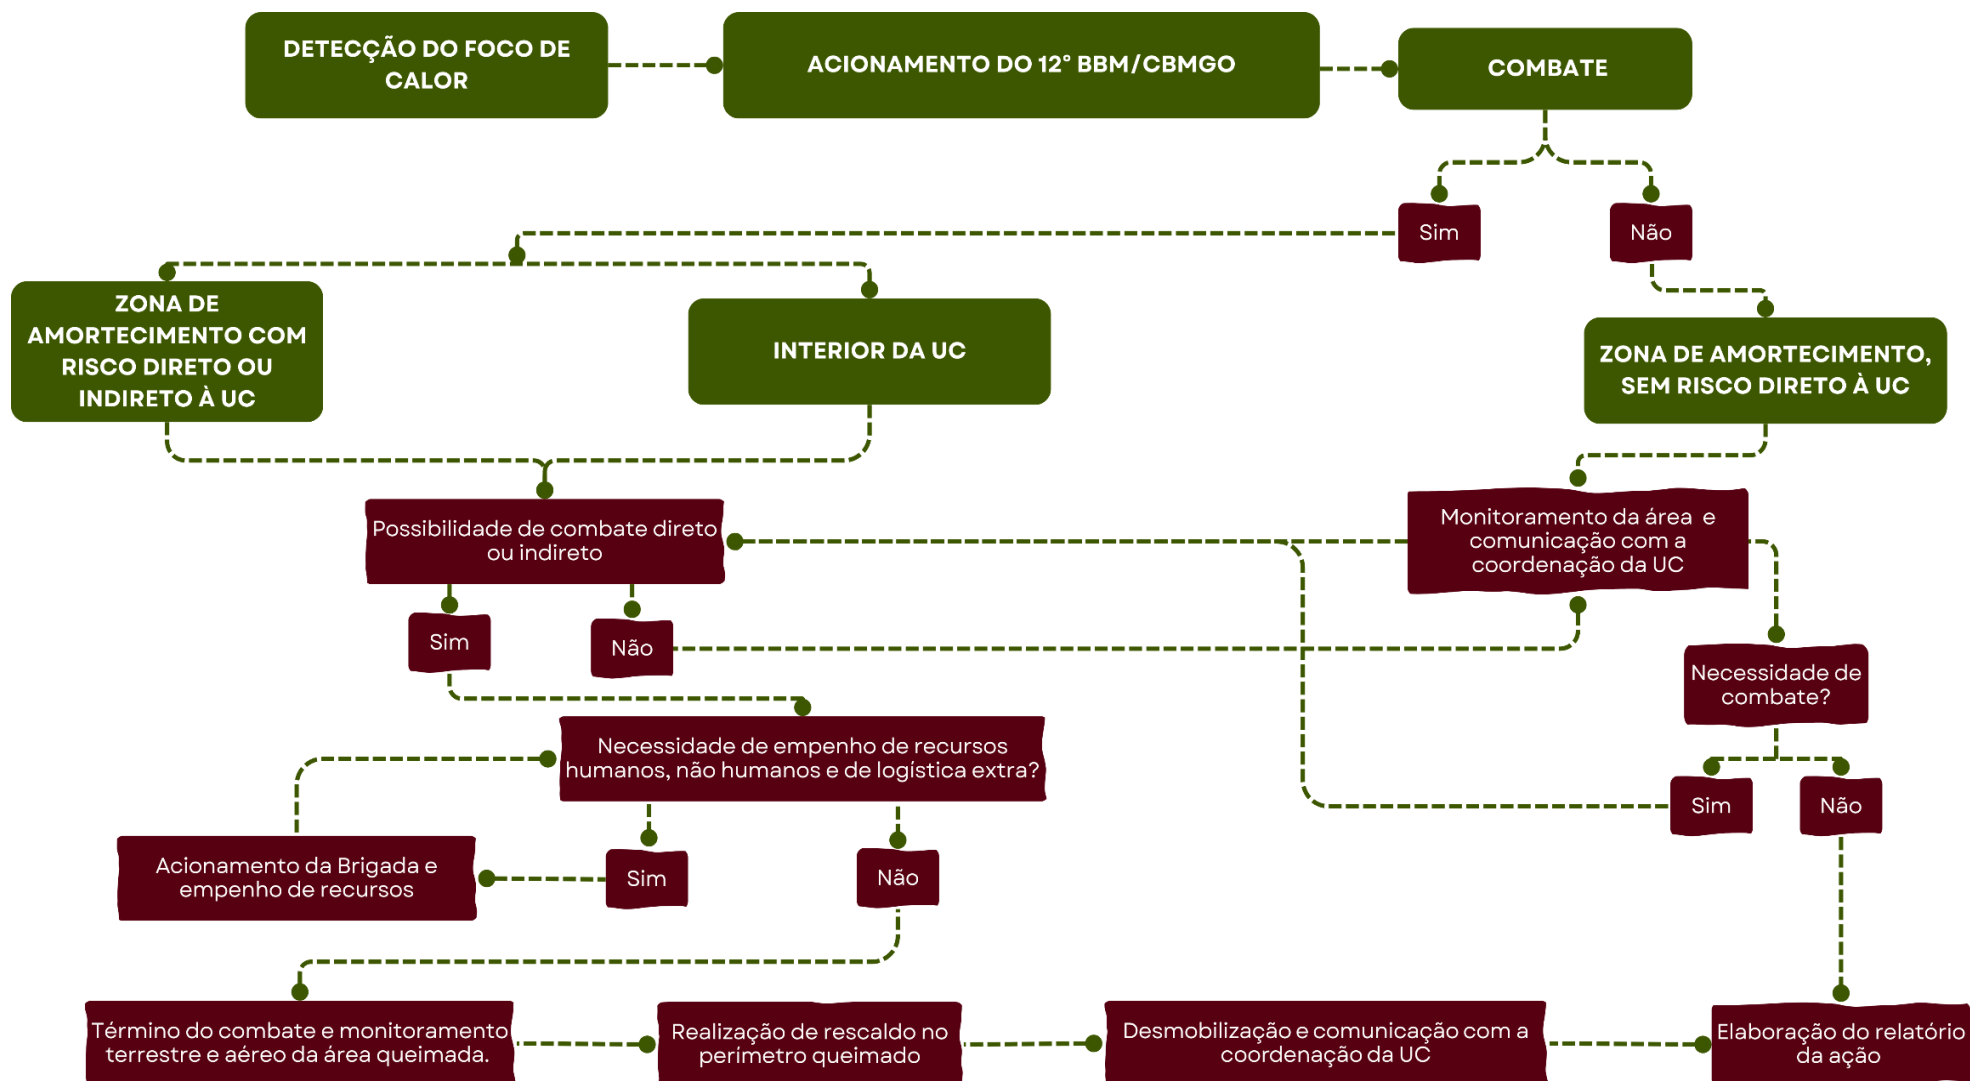 DETECÇÃO DO FOCO DE
CALOR
ACIONAMENTO DO 12° BBM/CBMGO
COMBATE
Sim
Não
ZONA DE
AMORTECIMENTO COM
RISCO DIRETO OU
INDIRETO À UC
INTERIOR DA UC
ZONA DE AMORTECIMENTO,
SEM RISCO DIRETO À UC
Possibilidade de combate direto
ou indireto
Monitoramento da área e
comunicação com a
coordenação da UC
Sim
Não
Necessidade de
combate?
Necessidade de empenho de recursos
humanos, não humanos e de logística extra?
Sim
Não
Acionamento da Brigada e
empenho de recursos
Sim
Não
Término do combate e monitoramento
terrestre e aéreo da área queimada.
Realização de rescaldo no
perímetro queimado
Desmobilização e comunicação com a
coordenação da UC
Elaboração do relatório
da ação